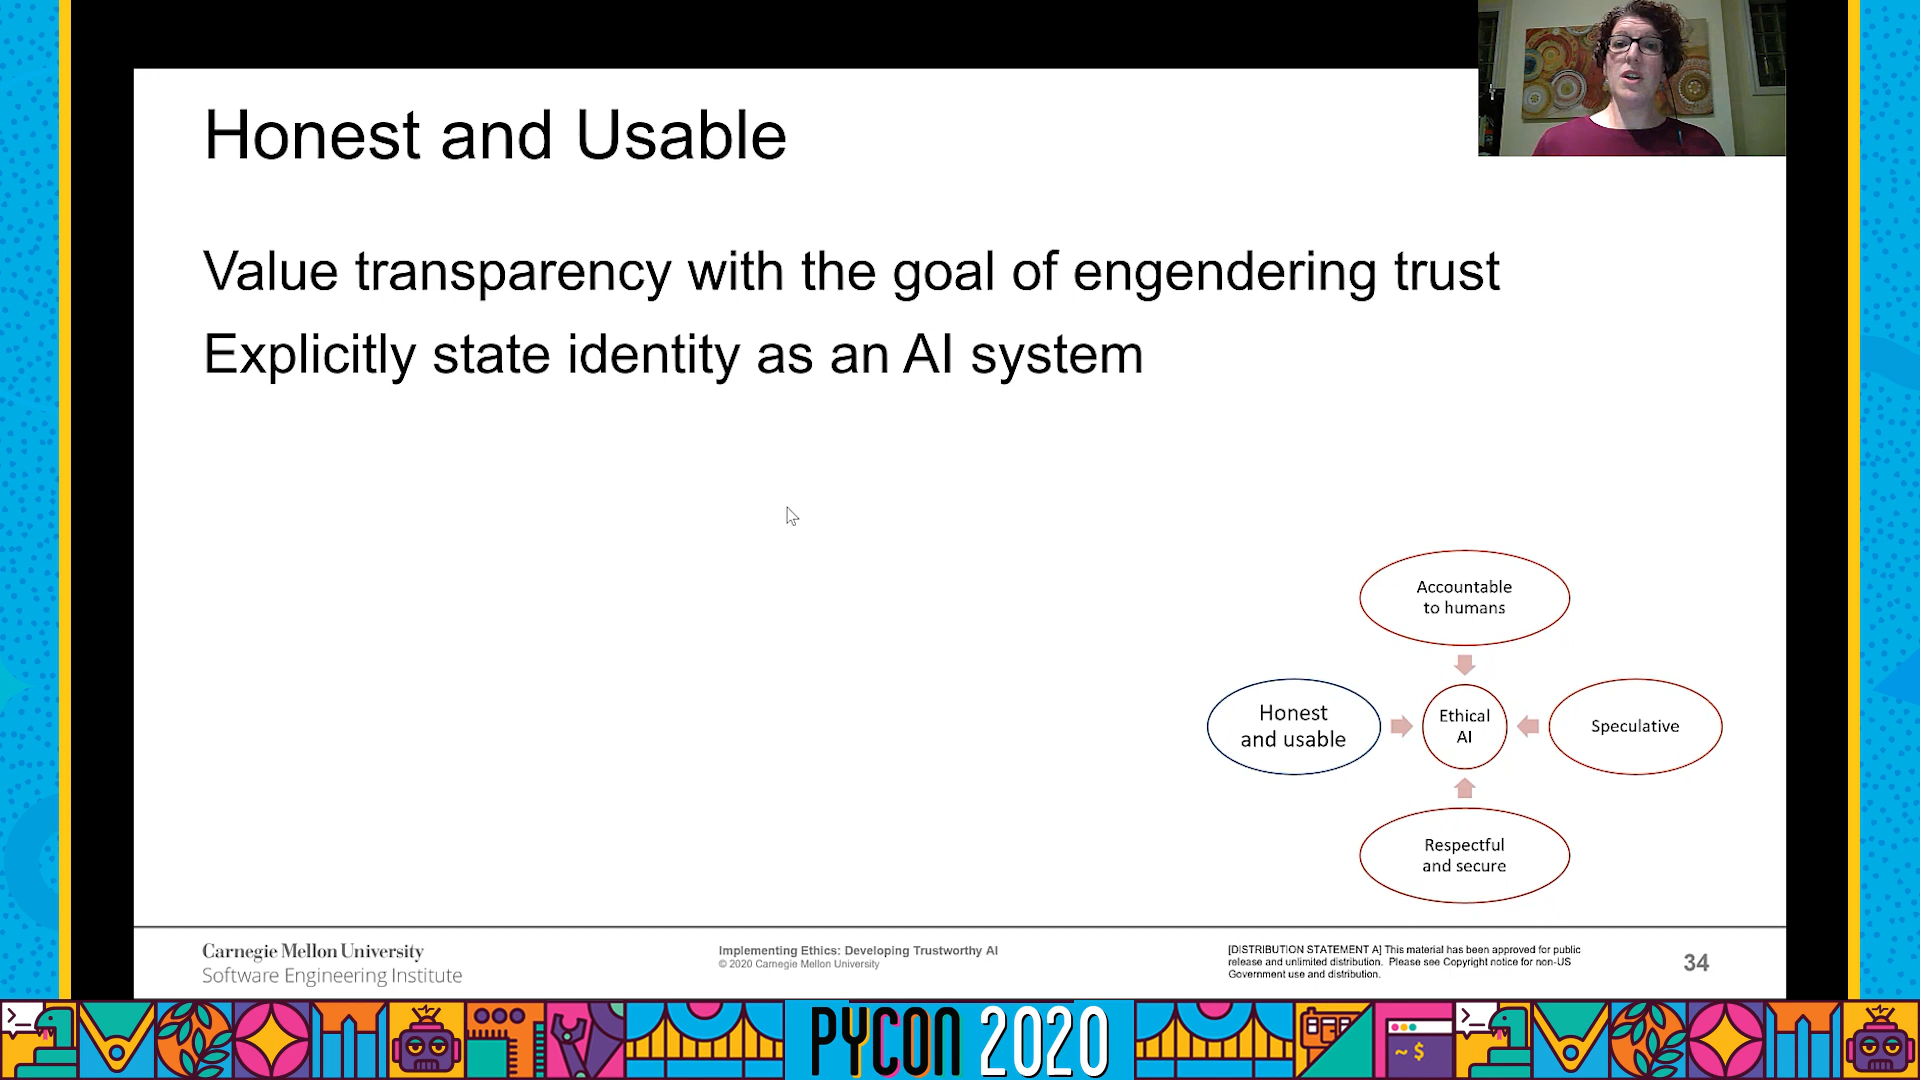 Honest and Usable
Value transparency with the goal of engendering trust
Explicitly state identity as an AI system
Accountable
to humans
Honest
and usable
Ethical
AI
Speculative
Respectful
and secure
Carnegie Mellon University
Software Engineering Institute
Implementing Ethics: Developing Trustworthy AI
© 2020 Carnegie Mellon University
[DISTRIBUTION STATEMENT A] This material has been approved for public
release and unlimited distribution. Please see Copyright notice for non-US
Government use and distribution.
34
PYCON 2020
~ $